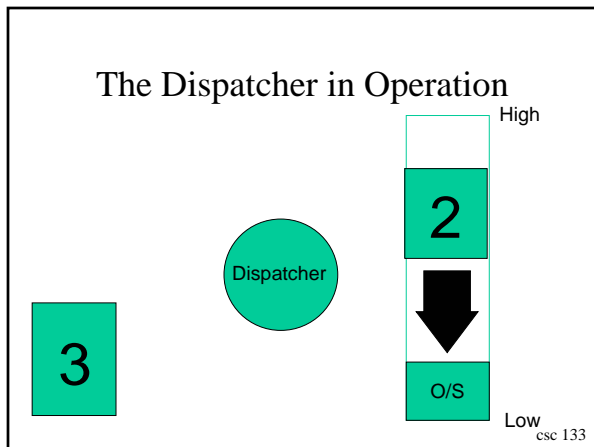 The Dispatcher in Operation
High
2
Dispatcher
3
O/S
Low
csc 133